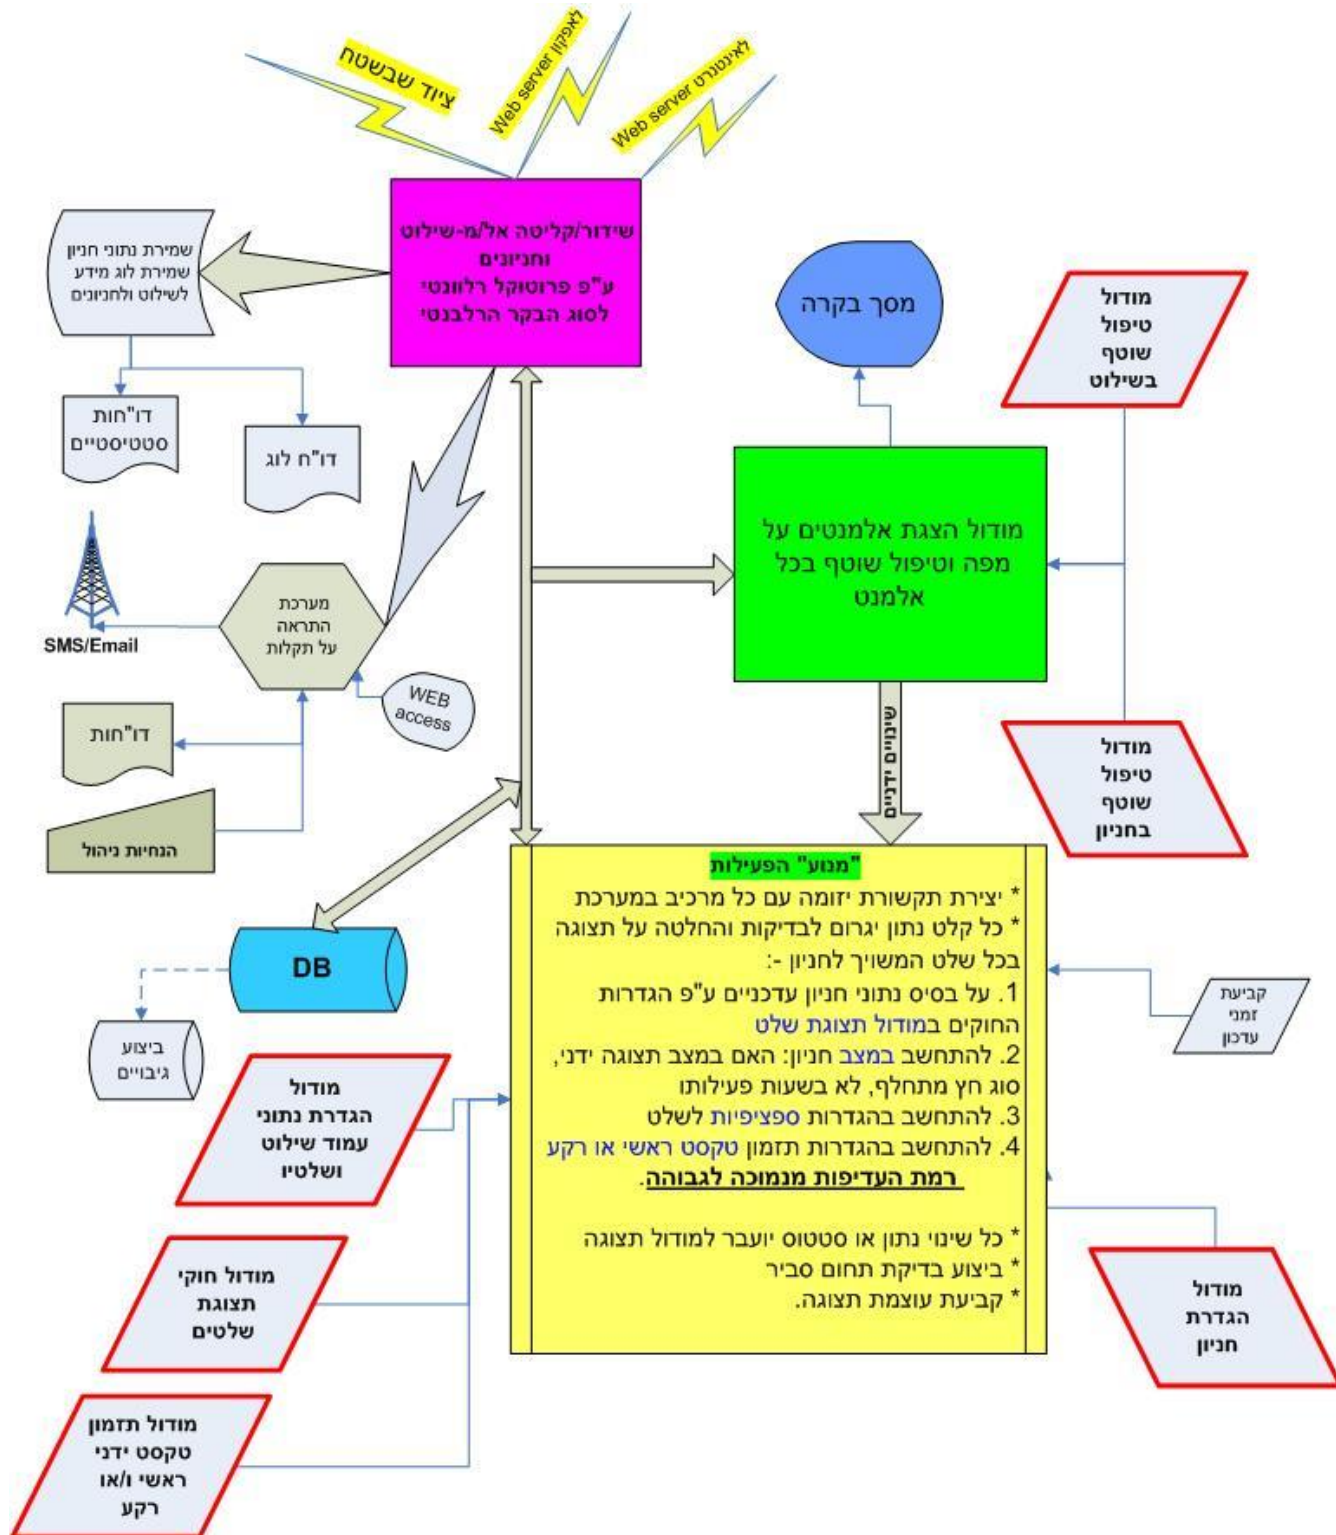 ציוד שבשטח
Web server לאפקון
Web server לאינטנרט
שידור/קליטה אל/מ-שילוט
וחניונים
ע"פ פרוטוקל רלוונטי
לסוג הבקר הרלבנטי
שמירת נתוני חניון
שמירת לוג מידע
לשילוט ולחניונים
דו"חות
סטטיסטיים
דו"ח לוג
מסך בקרה
מודול
טיפול
שוטף
בשילוט
מודול הצגת אלמנטים על
מפה וטיפול שוטף בכל
אלמנט
SMS/Email
מערכת
התראה
על תקלות
WEB
access
דו"חות
הנחיות ניהול
שינויים ידניים
מודול
טיפול
שוטף
בחניון
"מנוע" הפעילות
* יצירת תקשורת יזומה עם כל מרכיב במערכת
* כל קלט נתון יגרום לבדיקות והחלטה על תצוגה
בכל שלט המשויך לחניון -:
1. על בסיס נתוני חניון עדכניים ע"פ הגדרות
החוקים במודול תצוגת שלט
2. להתחשב במצב חניון: האם במצב תצוגה ידני,
סוג חץ מתחלף, לא בשעות פעילותו
3. להתחשב בהגדרות ספציפיות לשלט
4. להתחשב בהגדרות תזמון טקסט ראשי או רקע
רמת העדיפות מנמוכה לגבוהה.
* כל שינוי נתון או סטטוס יועבר למודול תצוגה
* ביצוע בדיקת תחום סביר
* קביעת עוצמת תצוגה.
DB
ביצוע
גיבויים
קביעת
זמני
עדכון
מודול
הגדרת נתוני
עמוד שילוט
ושלטיו
מודול חוקי
תצוגת
שלטים
מודול
הגדרת
חניון
מודול תזמון
טקסט ידני
ראשי ו/או
רקע